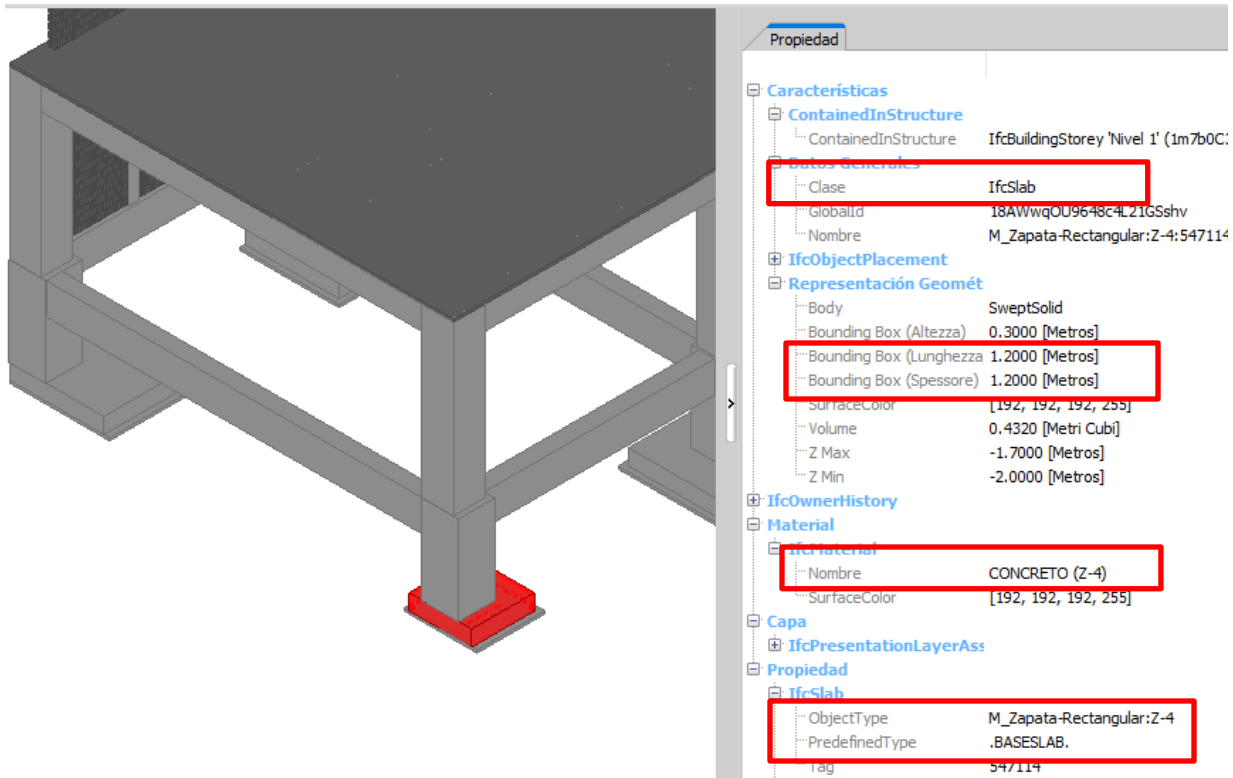 Propiedad
Características
ContainedInStructure
ContainedInStructure IfcBuildingStorey 'Nivel 1' (1m7b0C
Datos Generales
Clase IfcSlab
GlobalId 18AWwqOU9648c4L21GSshv
Nombre M_Zapata-Rectangular:Z-4:547114
IfcObjectPlacement
Representación Geomét
Body SweptSolid
Bounding Box (Altezza) 0.3000 [Metros]
Bounding Box (Lunghezza 1.2000 [Metros]
Bounding Box (Spessore) 1.2000 [Metros]
SurfaceColor [192, 192, 192, 255]
Volume 0.4320 [Metri Cubi]
Z Max -1.7000 [Metros]
Z Min -2.0000 [Metros]
IfcOwnerHistory
Material
IfcMaterial
Nombre CONCRETO (Z-4)
SurfaceColor [192, 192, 192, 255]
Capa
IfcPresentationLayerAss
Propiedad
IfcSlab
ObjectType M_Zapata-Rectangular:Z-4
PredefinedType .BASESLAB.
Tag 547114